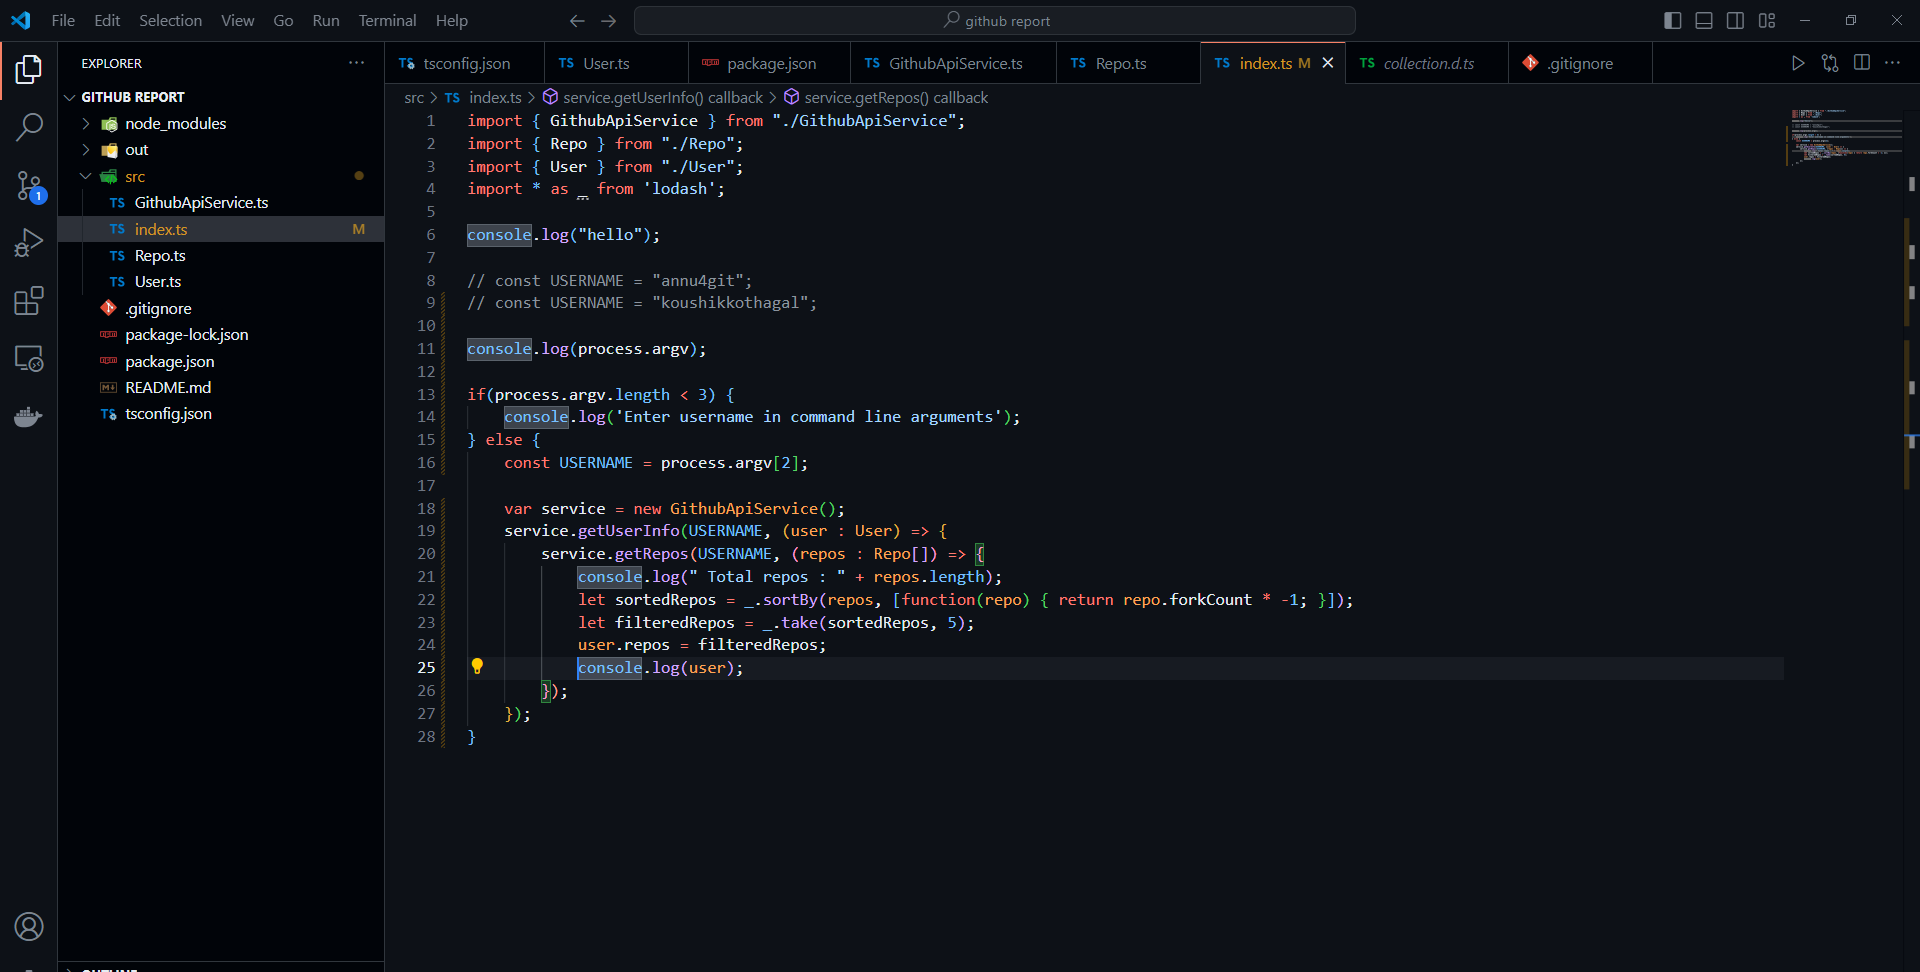 File Edit Selection View Go Run Terminal Help
github report
EXPLORER
GITHUB REPORT
node_modules
out
src
TS GithubApiService.ts
TS index.ts M
TS Repo.ts
TS User.ts
.gitignore
package-lock.json
package.json
README.md
TS tsconfig.json
1
TS tsconfig.json TS User.ts package.json TS GithubApiService.ts TS Repo.ts TS index.ts M TS collection.d.ts .gitignore
src > TS index.ts > service.getUserInfo() callback > service.getRepos() callback
1 import { GithubApiService } from "./GithubApiService";
2 import { Repo } from "./Repo";
3 import { User } from "./User";
4 import * as _ from 'lodash';
5
6 console.log("hello");
7
8 // const USERNAME = "annu4git";
9 // const USERNAME = "koushikkothagal";
10
11 console.log(process.argv);
12
13 if(process.argv.length < 3) {
14 console.log('Enter username in command line arguments');
15 } else {
16 const USERNAME = process.argv[2];
17
18 var service = new GithubApiService();
19 service.getUserInfo(USERNAME, (user : User) => {
20 service.getRepos(USERNAME, (repos : Repo[]) => {
21 console.log(" Total repos : " + repos.length);
22 let sortedRepos = _.sortBy(repos, [function(repo) { return repo.forkCount * -1; }]);
23 let filteredRepos = _.take(sortedRepos, 5);
24 user.repos = filteredRepos;
25 console.log(user);
26 });
27 });
28 }